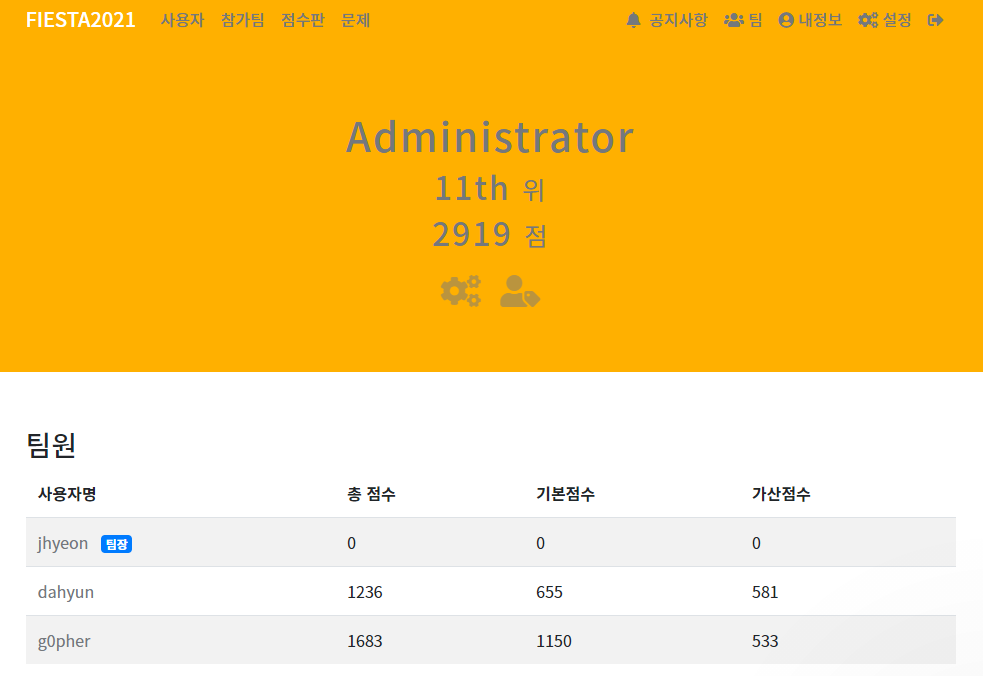 FIESTA2021 사용자 참가팀 점수판 문제 공지사항 팀 내정보 설정
Administrator
11th 위
2919 점
팀원
사용자명 총 점수 기본점수 가산점수
jhyeon 팀장 0 0 0
dahyun 1236 655 581
g0pher 1683 1150 533